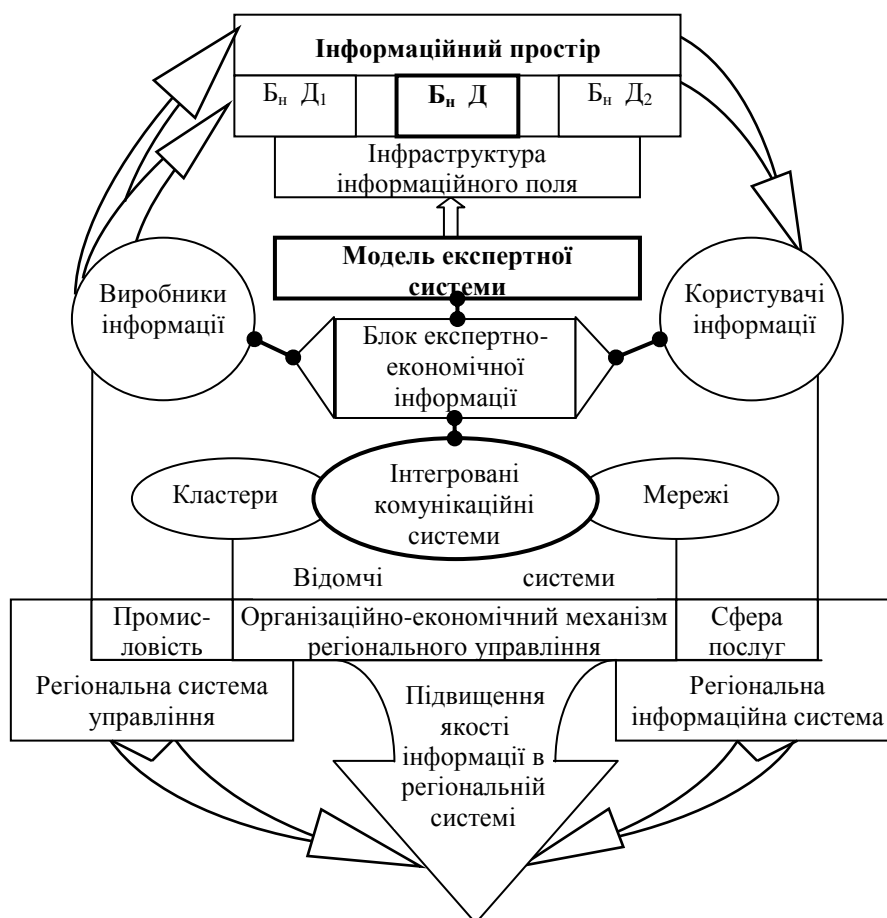 Інформаційний простір
Бн Д1
Бн Д
Бн Д2
Інфраструктура
інформаційного поля
Модель експертної
системи
Виробники
інформації
Користувачі
інформації
Блок експертно-
економічної
інформації
Кластери
Інтегровані
комунікаційні
системи
Мережі
Відомчі системи
Промис-
ловість
Організаційно-економічний механізм
регіонального управління
Сфера
послуг
Регіональна система
управління
Підвищення
якості
інформації в
регіональній
системі
Регіональна
інформаційна система